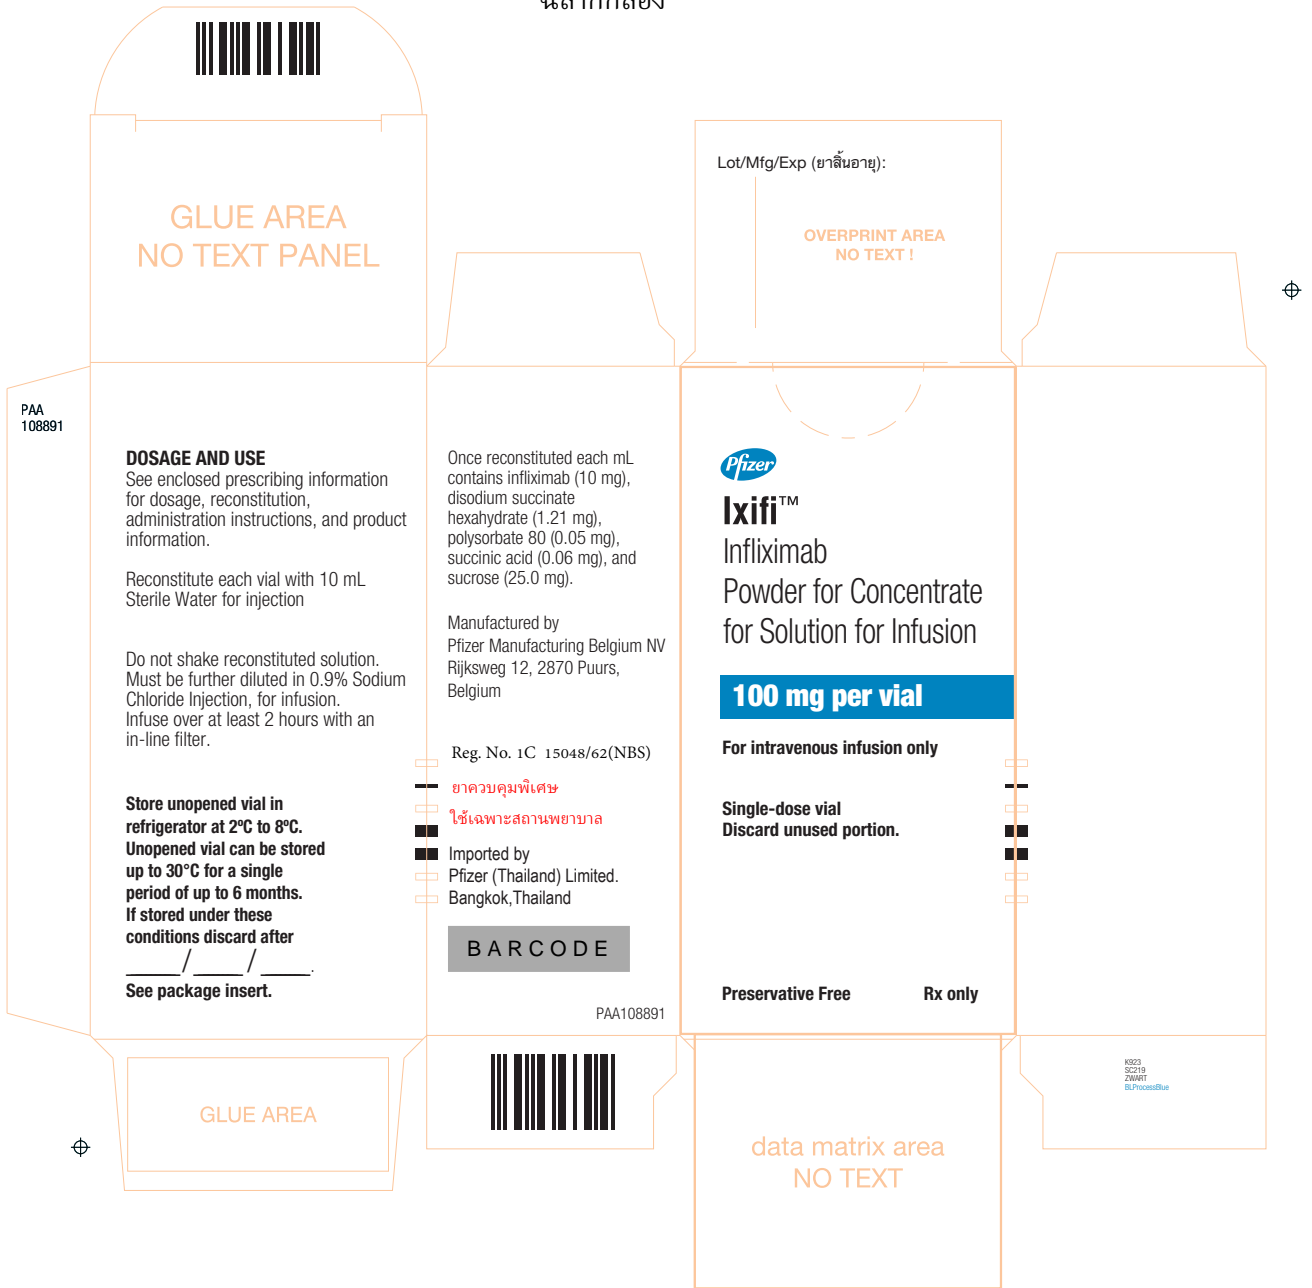 GLUE AREA
NO TEXT PANEL
Lot/Mfg/Exp (ยาสิ้นอายุ):
OVERPRINT AREA
NO TEXT !
PAA
108891
DOSAGE AND USE
See enclosed prescribing information
for dosage, reconstitution,
administration instructions, and product
information.
Reconstitute each vial with 10 mL
Sterile Water for injection
Do not shake reconstituted solution.
Must be further diluted in 0.9% Sodium
Chloride Injection, for infusion.
Infuse over at least 2 hours with an
in-line filter.
Store unopened vial in
refrigerator at 2ºC to 8ºC.
Unopened vial can be stored
up to 30°C for a single
period of up to 6 months.
If stored under these
conditions discard after
_____/_____/_____.
See package insert.
GLUE AREA
Once reconstituted each mL
contains infliximab (10 mg),
disodium succinate
hexahydrate (1.21 mg),
polysorbate 80 (0.05 mg),
succinic acid (0.06 mg), and
sucrose (25.0 mg).
Manufactured by
Pfizer Manufacturing Belgium NV
Rijksweg 12, 2870 Puurs,
Belgium
Reg. No. 1C 15048/62(NBS)
ยาควบคุมพิเศษ
ใช้เฉพาะสถานพยาบาล
Imported by
Pfizer (Thailand) Limited.
Bangkok,Thailand
BARCODE
PAA108891
Pfizer
Ixifi™
Infliximab
Powder for Concentrate
for Solution for Infusion
100 mg per vial
For intravenous infusion only
Single-dose vial
Discard unused portion.
Preservative Free Rx only
data matrix area
NO TEXT
K923
SC219
ZWART
BLProcessBlue